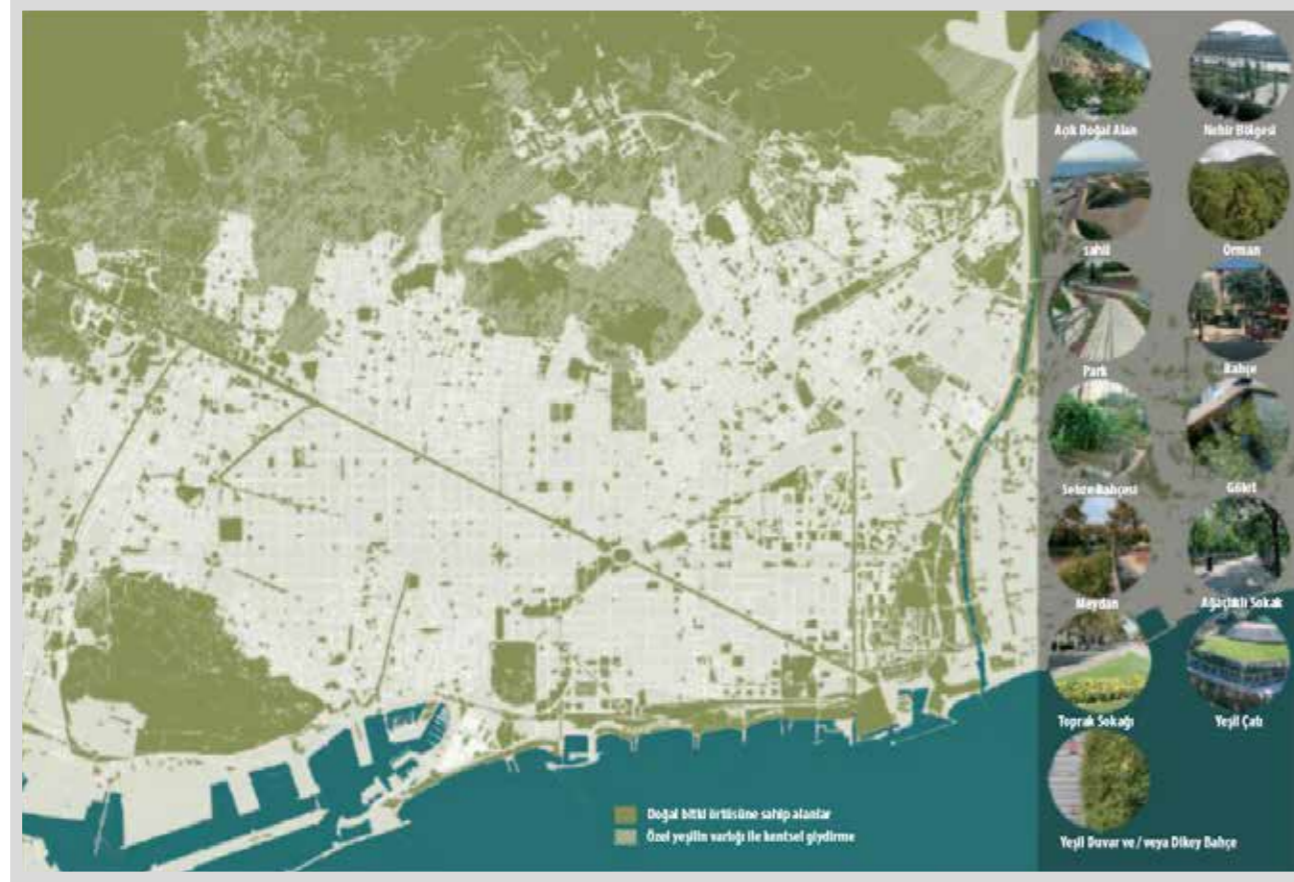 Açık Doğal Alan
Nehir Bölgesi
sahil
Orman
Park
Bahçe
Sebze Bahçesi
Gölet
Meydan
Ağaçlıklı Sokak
Toprak Sokağı
Yeşil Çatı
Yeşil Duvar ve / veya Dikey Bahçe
Doğal bitki örtüsüne sahip alanlar
Özel yeşilin varlığı ile kentsel giydirme